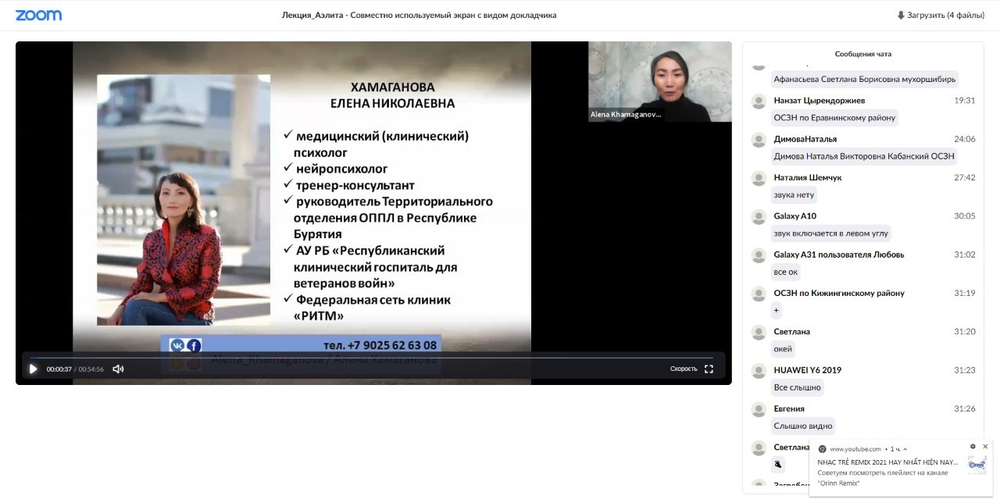 zoom
Лекция_Аэлита - Совместно используемый экран с видом докладчика
Загрузить (4 файлы)
ХАМАГАНОВА
ЕЛЕНА НИКОЛАЕВНА
✓ медицинский (клинический)
психолог
✓ нейропсихолог
✓ тренер-консультант
✓ руководитель Территориального
отделения ОППЛ в Республике
Бурятия
✓ АУ РБ «Республиканский
клинический госпиталь для
ветеранов войн»
✓ Федеральная сеть клиник
«РИТМ»
тел. +7 9025 62 63 08
Alena_Khamaganova / Алена Хамаганова
00:00:37 / 00:54:56
Скорость
Alena Khamaganov...
Сообщения чата
Афанасьева Светлана Борисовна мухоршибирь
Нанзат Цырендоржиев 19:31
ОСЗН по Еравнинскому району
ДимоваНаталья 24:06
Димова Наталья Викторовна Кабанский ОСЗН
Наталия Шемчук 27:42
звука нету
Galaxy A10 30:05
звук включается в левом углу
Galaxy A31 пользователя Любовь 31:02
все ок
ОСЗН по Кижингинскому району 31:19
+
Светлана 31:20
окей
HUAWEI Y6 2019 31:23
Все слышно
Евгения 31:26
Слышно видно
Светлана
www.youtube.com • 1 ч.
NHẠC TRẺ REMIX 2021 HAY NHẤT HIỆN NAY...
Советуем посмотреть плейлист на канале
"Orinn Remix"